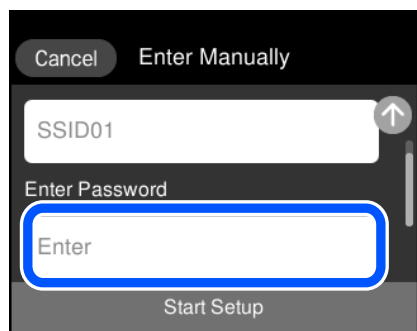 Cancel Enter Manually
SSID01
Enter Password
Enter
Start Setup